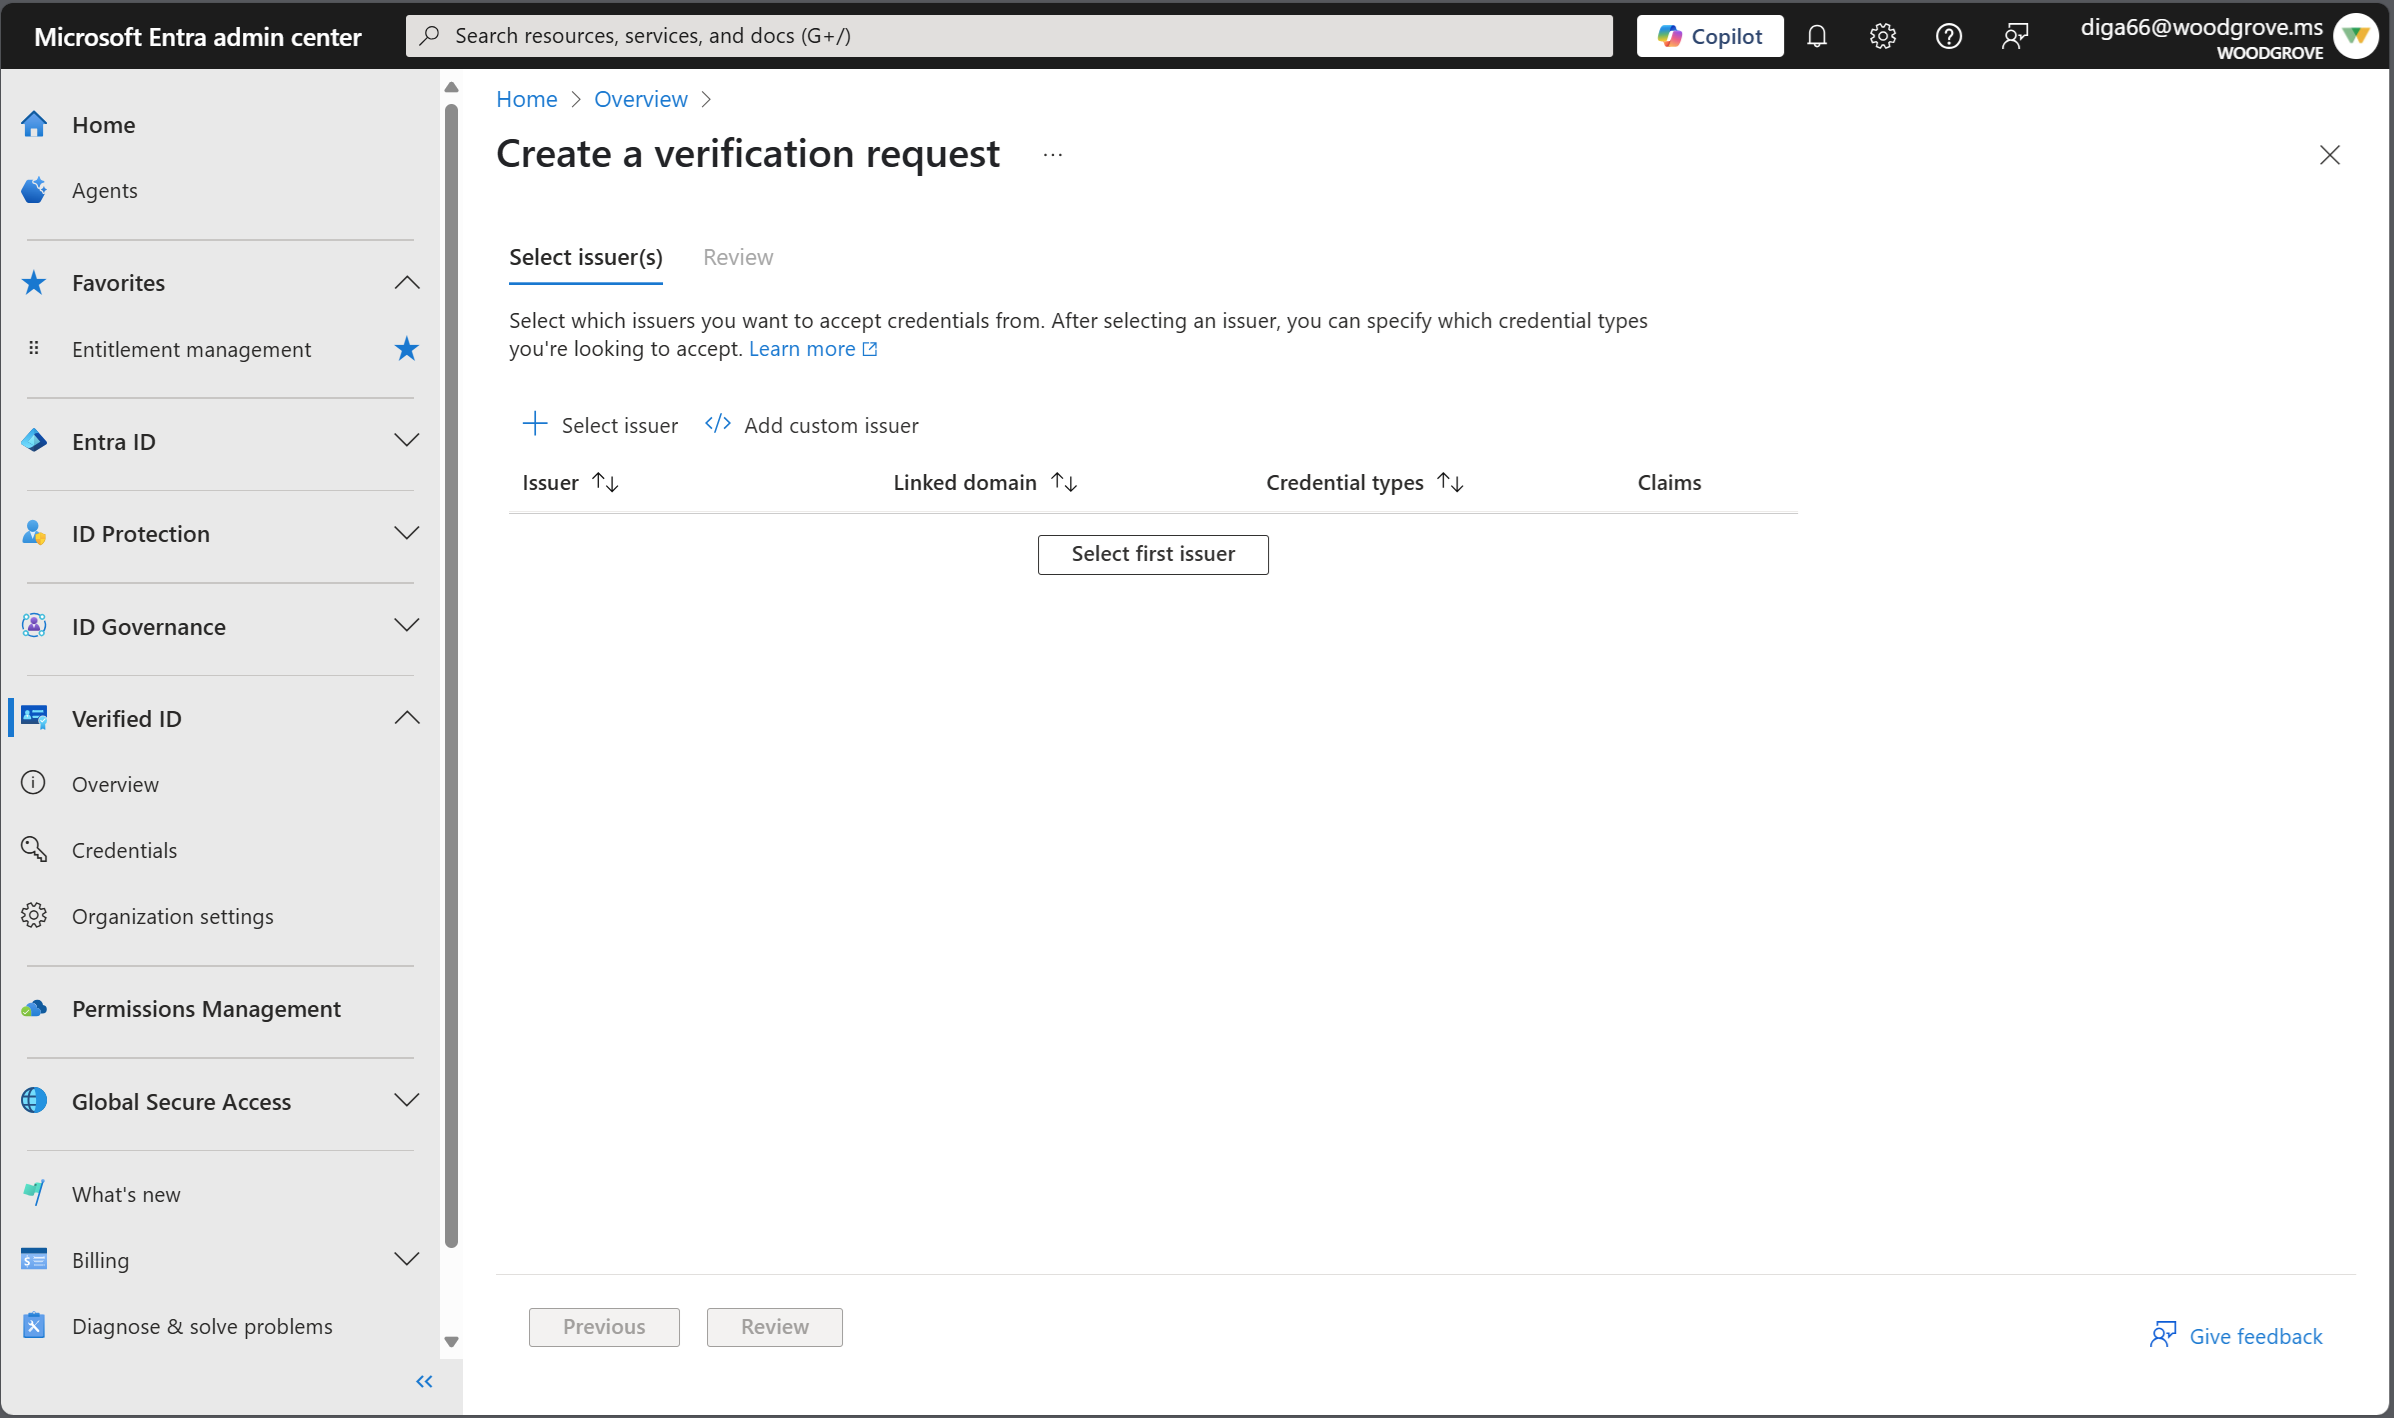 Microsoft Entra admin center
Search resources, services, and docs (G+/)
Copilot
diga66@woodgrove.ms
WOODGROVE
Home
Agents
Favorites
Entitlement management
Entra ID
ID Protection
ID Governance
Verified ID
Overview
Credentials
Organization settings
Permissions Management
Global Secure Access
What's new
Billing
Diagnose & solve problems
Home > Overview >
Create a verification request ...
Select issuer(s) Review
Select which issuers you want to accept credentials from. After selecting an issuer, you can specify which credential types
you're looking to accept. Learn more
Select issuer Add custom issuer
Issuer Linked domain Credential types Claims
Select first issuer
Previous Review
Give feedback